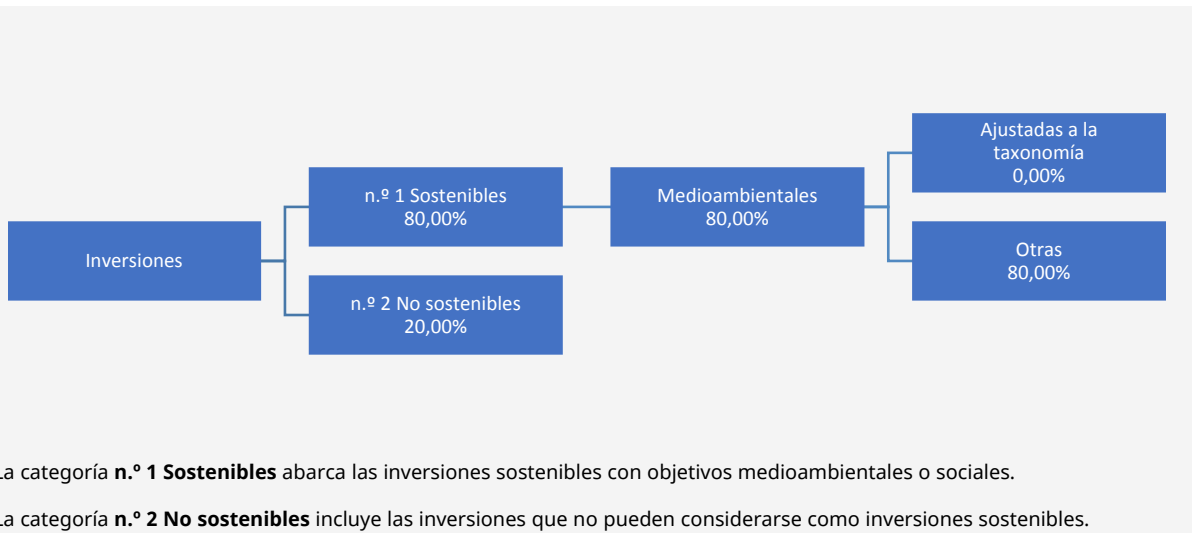 Ajustadas a la
taxonomía
0,00%
n.º 1 Sostenibles
80,00%
Medioambientales
80,00%
Inversiones
Otras
80,00%
n.º 2 No sostenibles
20,00%
La categoría n.º 1 Sostenibles abarca las inversiones sostenibles con objetivos medioambientales o sociales.
La categoría n.º 2 No sostenibles incluye las inversiones que no pueden considerarse como inversiones sostenibles.